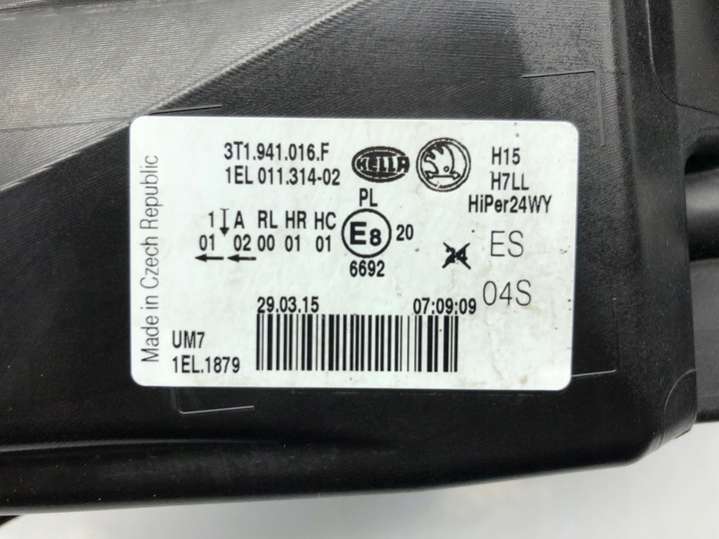 Made in Czech Republic
3T1.941.016.F
1EL 011.314-02
HELLA
H15
H7LL
HiPer24WY
PL
1 A RL HR HC
01 02 00 01 01
E8 20
6692
24
ES
04S
29.03.15 07:09:09
UM7
1EL.1879